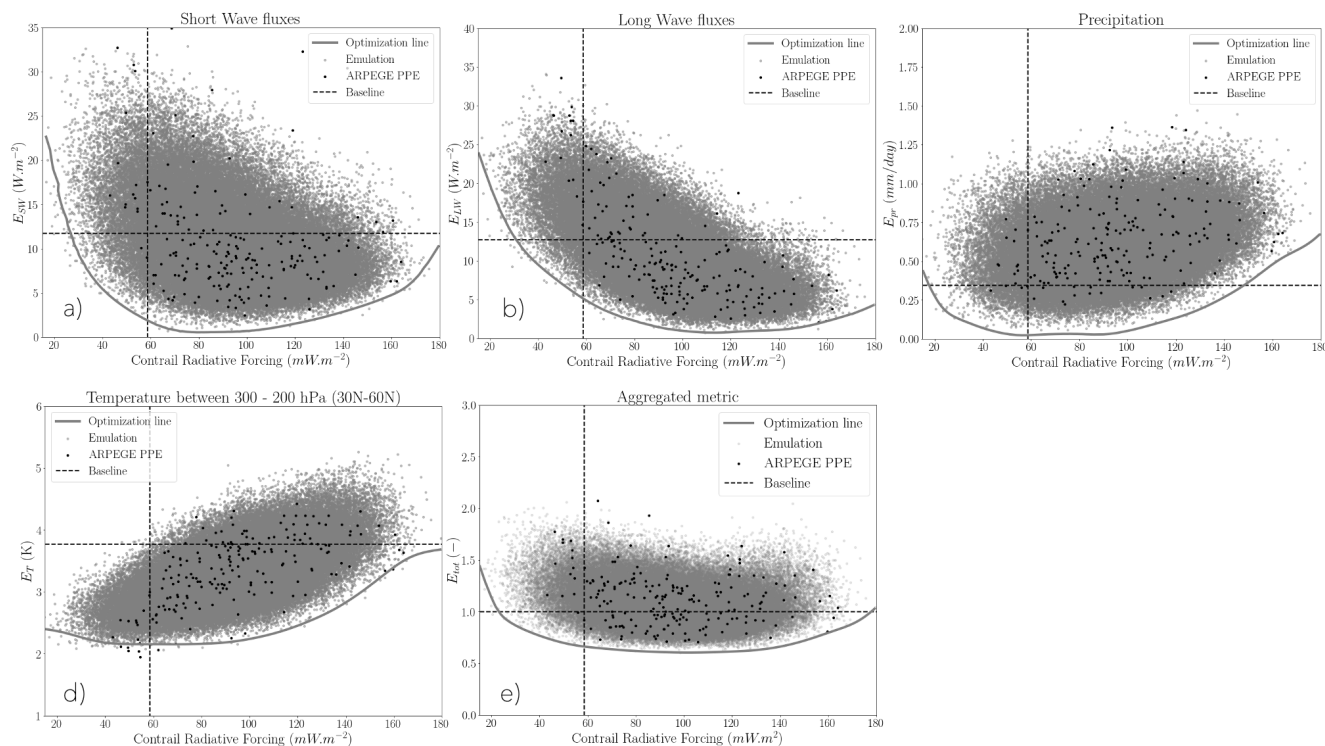 Short Wave fluxes
35
30
25
20
15
10
5
0
E_SW (W.m⁻²)
Optimization line
Emulation
ARPEGE PPE
Baseline
a)
20 40 60 80 100 120 140 160 180
Contrail Radiative Forcing (mW.m⁻²)
Long Wave fluxes
40
35
30
25
20
15
10
5
0
E_LW (W.m⁻²)
Optimization line
Emulation
ARPEGE PPE
Baseline
b)
20 40 60 80 100 120 140 160 180
Contrail Radiative Forcing (mW.m⁻²)
Precipitation
2.00
1.75
1.50
1.25
1.00
0.75
0.50
0.25
0.00
E_pr (mm/day)
Optimization line
Emulation
ARPEGE PPE
Baseline
20 40 60 80 100 120 140 160 180
Contrail Radiative Forcing (mW.m⁻²)
Temperature between 300 - 200 hPa (30N-60N)
6
5
4
3
2
1
E_T (K)
Optimization line
Emulation
ARPEGE PPE
Baseline
d)
20 40 60 80 100 120 140 160 180
Contrail Radiative Forcing (mW.m⁻²)
Aggregated metric
3.0
2.5
2.0
1.5
1.0
0.5
0.0
E_tot (−)
Optimization line
Emulation
ARPEGE PPE
Baseline
e)
20 40 60 80 100 120 140 160 180
Contrail Radiative Forcing (mW.m²)